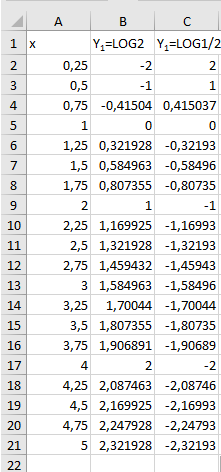 A B C
1 x Y1=LOG2 Y1=LOG1/2
2 0,25 -2 2
3 0,5 -1 1
4 0,75 -0,41504 0,415037
5 1 0 0
6 1,25 0,321928 -0,32193
7 1,5 0,584963 -0,58496
8 1,75 0,807355 -0,80735
9 2 1 -1
10 2,25 1,169925 -1,16993
11 2,5 1,321928 -1,32193
12 2,75 1,459432 -1,45943
13 3 1,584963 -1,58496
14 3,25 1,70044 -1,70044
15 3,5 1,807355 -1,80735
16 3,75 1,906891 -1,90689
17 4 2 -2
18 4,25 2,087463 -2,08746
19 4,5 2,169925 -2,16993
20 4,75 2,247928 -2,24793
21 5 2,321928 -2,32193
22